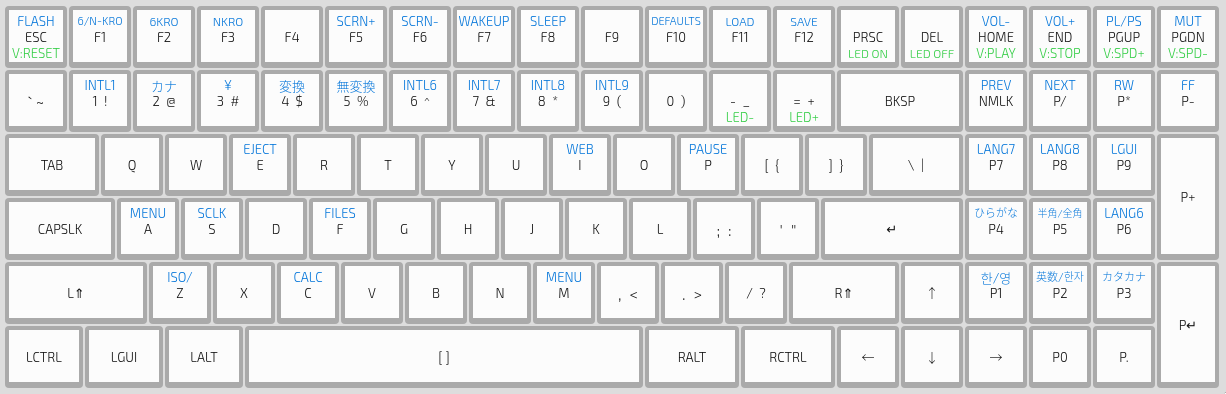 FLASH 6/N-KRO 6KRO NKRO SCRN+ SCRN- WAKEUP SLEEP DEFAULTS LOAD SAVE VOL- VOL+ PL/PS MUT
ESC F1 F2 F3 F4 F5 F6 F7 F8 F9 F10 F11 F12 PRSC DEL HOME END PGUP PGDN
V:RESET LED ON LED OFF V:PLAY V:STOP V:SPD+ V:SPD-
INTL1 カナ ¥ 変換 無変換 INTL6 INTL7 INTL8 INTL9 PREV NEXT RW FF
` ~ 1 ! 2 @ 3 # 4 $ 5 % 6 ^ 7 & 8 * 9 ( 0 ) - _ = + BKSP NMLK P/ P* P-
LED- LED+
EJECT WEB PAUSE LANG7 LANG8 LGUI
TAB Q W E R T Y U I O P [ { ] } \ | P7 P8 P9 P+
MENU SCLK FILES ひらがな 半角/全角 LANG6
CAPSLK A S D F G H J K L ; : ' " ↵ P4 P5 P6
ISO/ CALC MENU 한/영 英数/한자 カタカナ
L⇑ Z X C V B N M , < . > / ? R⇑ ↑ P1 P2 P3 P↵
LCTRL LGUI LALT [ ] RALT RCTRL ← ↓ → P0 P.